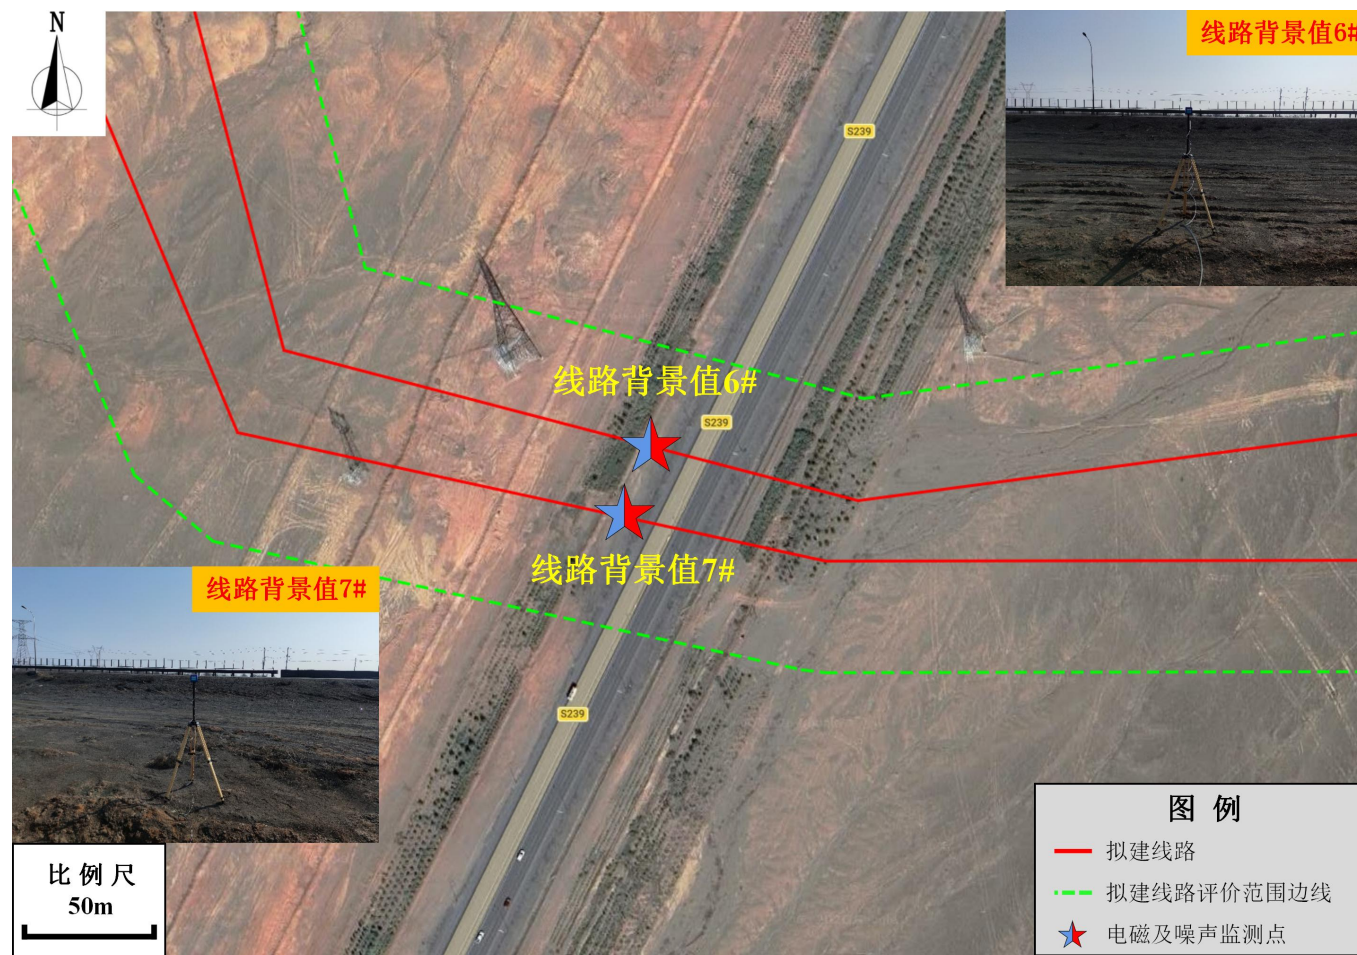 N
线路背景值6#
S239
线路背景值6#
S239
线路背景值7#
线路背景值7#
S239
比例尺
50m
图 例
拟建线路
拟建线路评价范围边线
电磁及噪声监测点